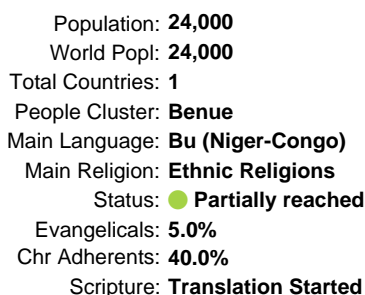 Population: 24,000
World Popl: 24,000
Total Countries: 1
People Cluster: Benue
Main Language: Bu (Niger-Congo)
Main Religion: Ethnic Religions
Status: Partially reached
Evangelicals: 5.0%
Chr Adherents: 40.0%
Scripture: Translation Started